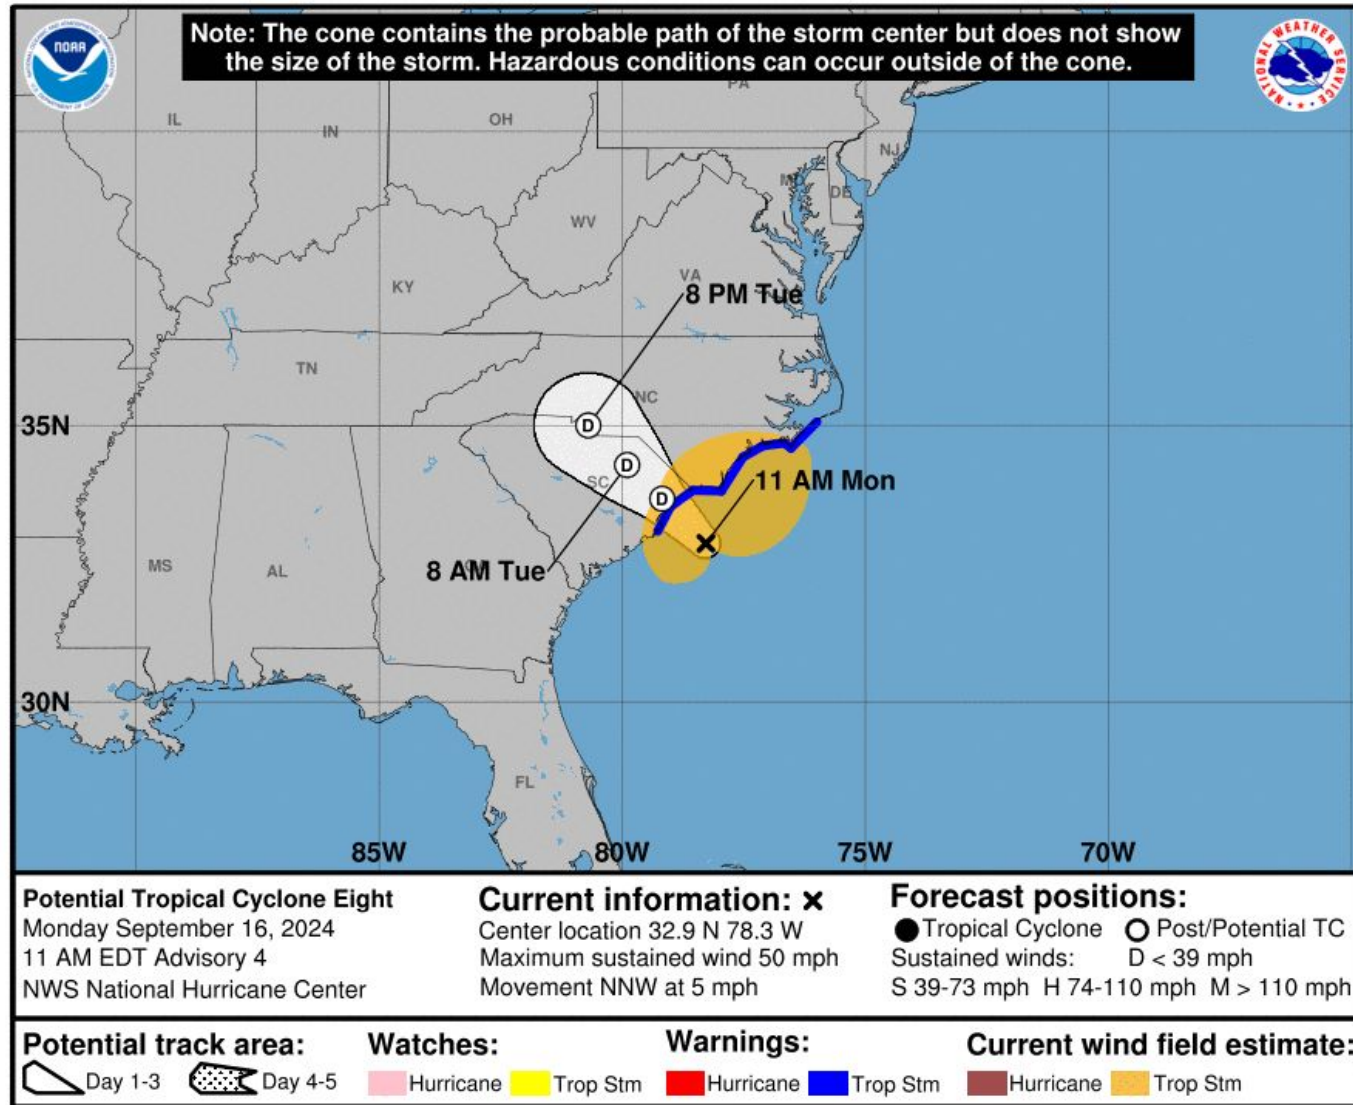 Note: The cone contains the probable path of the storm center but does not show
the size of the storm. Hazardous conditions can occur outside of the cone.
NOAA
NATIONAL WEATHER SERVICE
PA
IL
IN
OH
NJ
MD
DE
WV
VA
KY
8 PM Tue
TN
NC
35N
SC
11 AM Mon
MS
AL
8 AM Tue
30N
FL
85W
80W
75W
70W
Potential Tropical Cyclone Eight
Monday September 16, 2024
11 AM EDT Advisory 4
NWS National Hurricane Center
Current information: x
Center location 32.9 N 78.3 W
Maximum sustained wind 50 mph
Movement NNW at 5 mph
Forecast positions:
Tropical Cyclone Post/Potential TC
Sustained winds: D < 39 mph
S 39-73 mph H 74-110 mph M > 110 mph
Potential track area:
Day 1-3 Day 4-5
Watches:
Hurricane Trop Stm
Warnings:
Hurricane Trop Stm
Current wind field estimate:
Hurricane Trop Stm
D
D
D